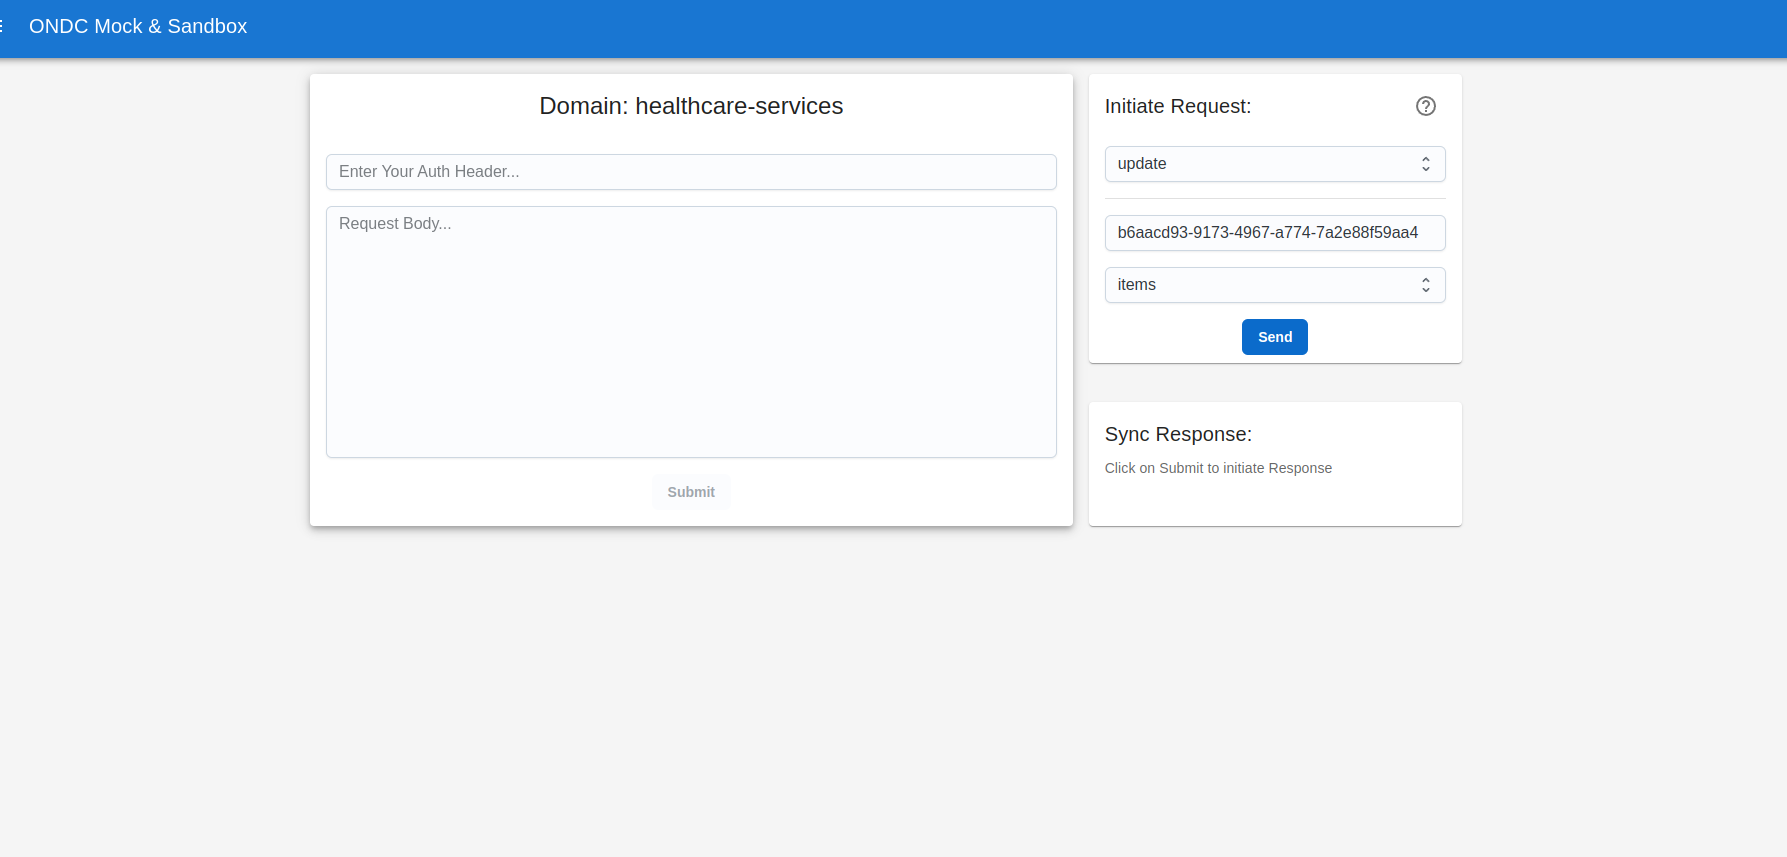 ONDC Mock & Sandbox
Domain: healthcare-services
Enter Your Auth Header...
Request Body...
Submit
Initiate Request:
update
b6aacd93-9173-4967-a774-7a2e88f59aa4
items
Send
Sync Response:
Click on Submit to initiate Response